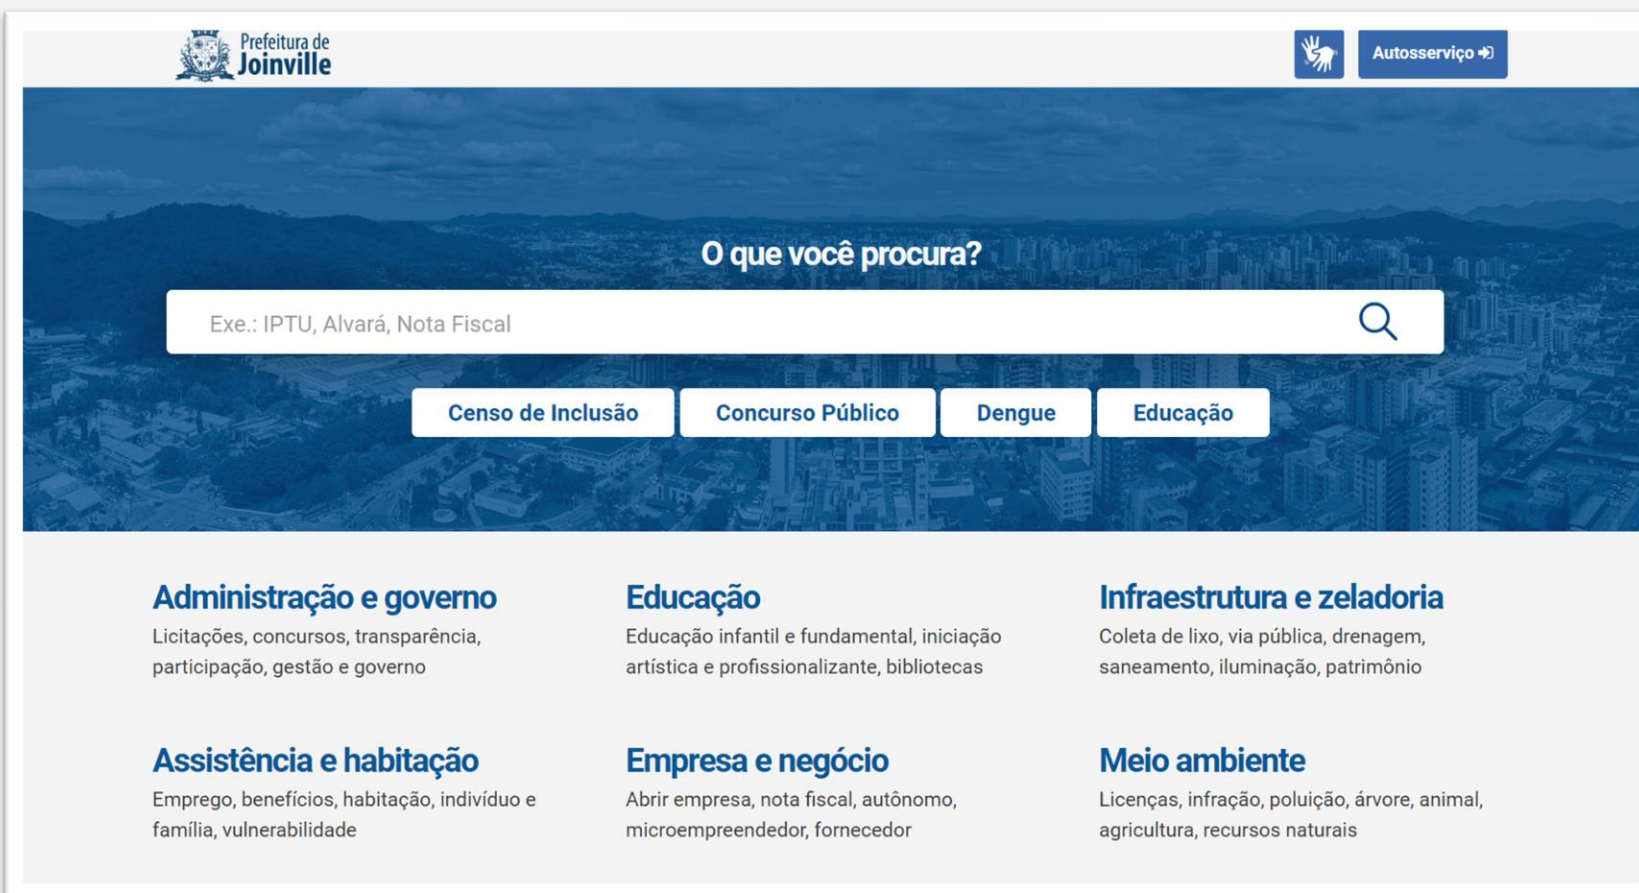 Prefeitura de
Joinville
Autosserviço
O que você procura?
Exe.: IPTU, Alvará, Nota Fiscal
Censo de Inclusão
Concurso Público
Dengue
Educação
Administração e governo
Licitações, concursos, transparência,
participação, gestão e governo
Educação
Educação infantil e fundamental, iniciação
artística e profissionalizante, bibliotecas
Infraestrutura e zeladoria
Coleta de lixo, via pública, drenagem,
saneamento, iluminação, patrimônio
Assistência e habitação
Emprego, benefícios, habitação, indivíduo e
família, vulnerabilidade
Empresa e negócio
Abrir empresa, nota fiscal, autônomo,
microempreendedor, fornecedor
Meio ambiente
Licenças, infração, poluição, árvore, animal,
agricultura, recursos naturais